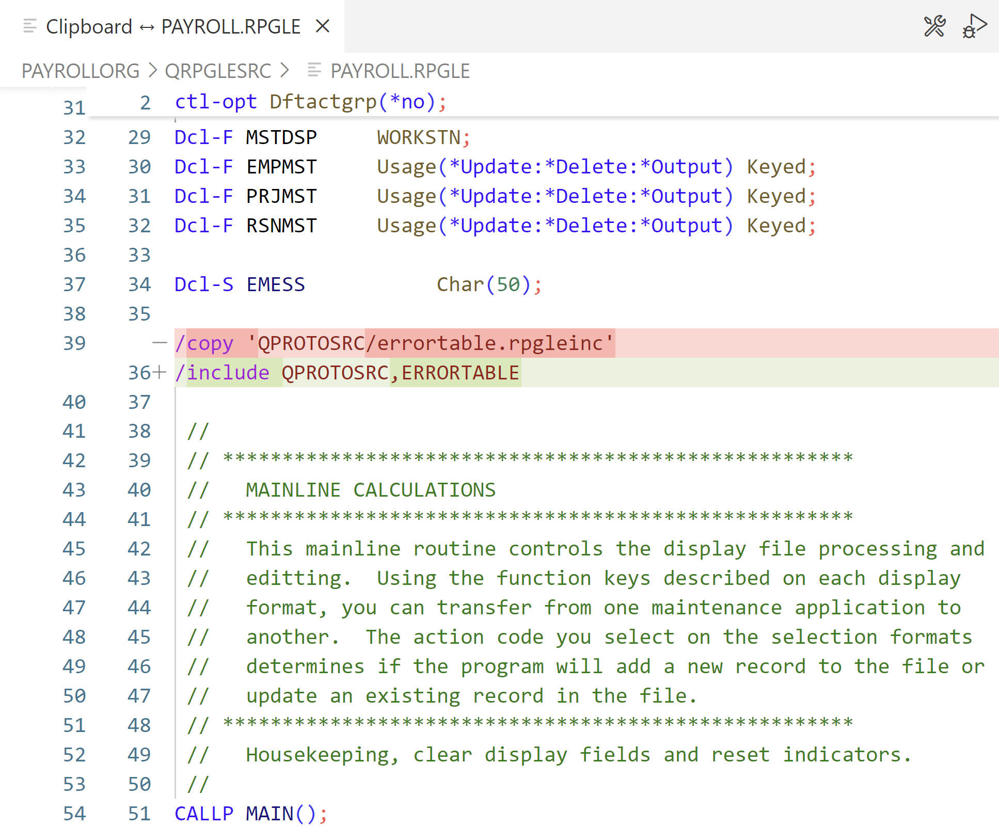 Clipboard ↔ PAYROLL.RPGLE
PAYROLLORG > QRPGLESRC > PAYROLL.RPGLE
31 2 ctl-opt Dftactgrp(*no);
32 29 Dcl-F MSTDSP     WORKSTN;
33 30 Dcl-F EMPMST     Usage(*Update:*Delete:*Output) Keyed;
34 31 Dcl-F PRJMST     Usage(*Update:*Delete:*Output) Keyed;
35 32 Dcl-F RSNMST     Usage(*Update:*Delete:*Output) Keyed;
36 33
37 34 Dcl-S EMESS           Char(50);
38 35
39 — /copy 'QPROTOSRC/errortable.rpgleinc'
36+ /include QPROTOSRC,ERRORTABLE
40 37
41 38 //
42 39 // *****************************************************
43 40 //   MAINLINE CALCULATIONS
44 41 // *****************************************************
45 42 //   This mainline routine controls the display file processing and
46 43 //   editting.  Using the function keys described on each display
47 44 //   format, you can transfer from one maintenance application to
48 45 //   another.  The action code you select on the selection formats
49 46 //   determines if the program will add a new record to the file or
50 47 //   update an existing record in the file.
51 48 // *****************************************************
52 49 //   Housekeeping, clear display fields and reset indicators.
53 50 //
54 51 CALLP MAIN();